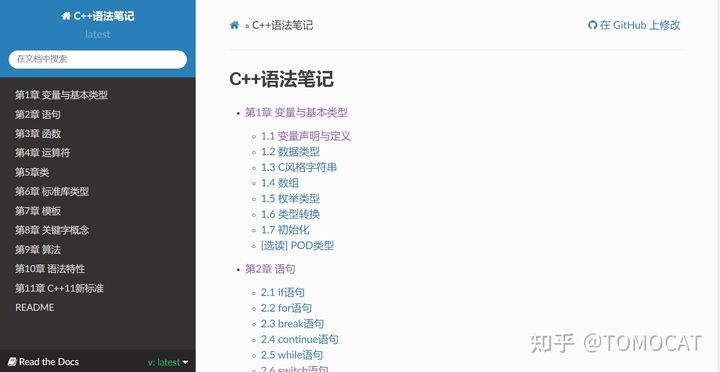 C++语法笔记
latest
在文档中搜索
第1章 变量与基本类型
第2章 语句
第3章 函数
第4章 运算符
第5章类
第6章 标准库类型
第7章 模板
第8章 关键字概念
第9章 算法
第10章 语法特性
第11章 C++11新标准
README
Read the Docs
v: latest
» C++语法笔记
在 GitHub 上修改
C++语法笔记
第1章 变量与基本类型
1.1 变量声明与定义
1.2 数据类型
1.3 C风格字符串
1.4 数组
1.5 枚举类型
1.6 类型转换
1.7 初始化
[选读] POD类型
第2章 语句
2.1 if语句
2.2 for语句
2.3 break语句
2.4 continue语句
2.5 while语句
2.6 switch语句
知乎 @TOMOCAT